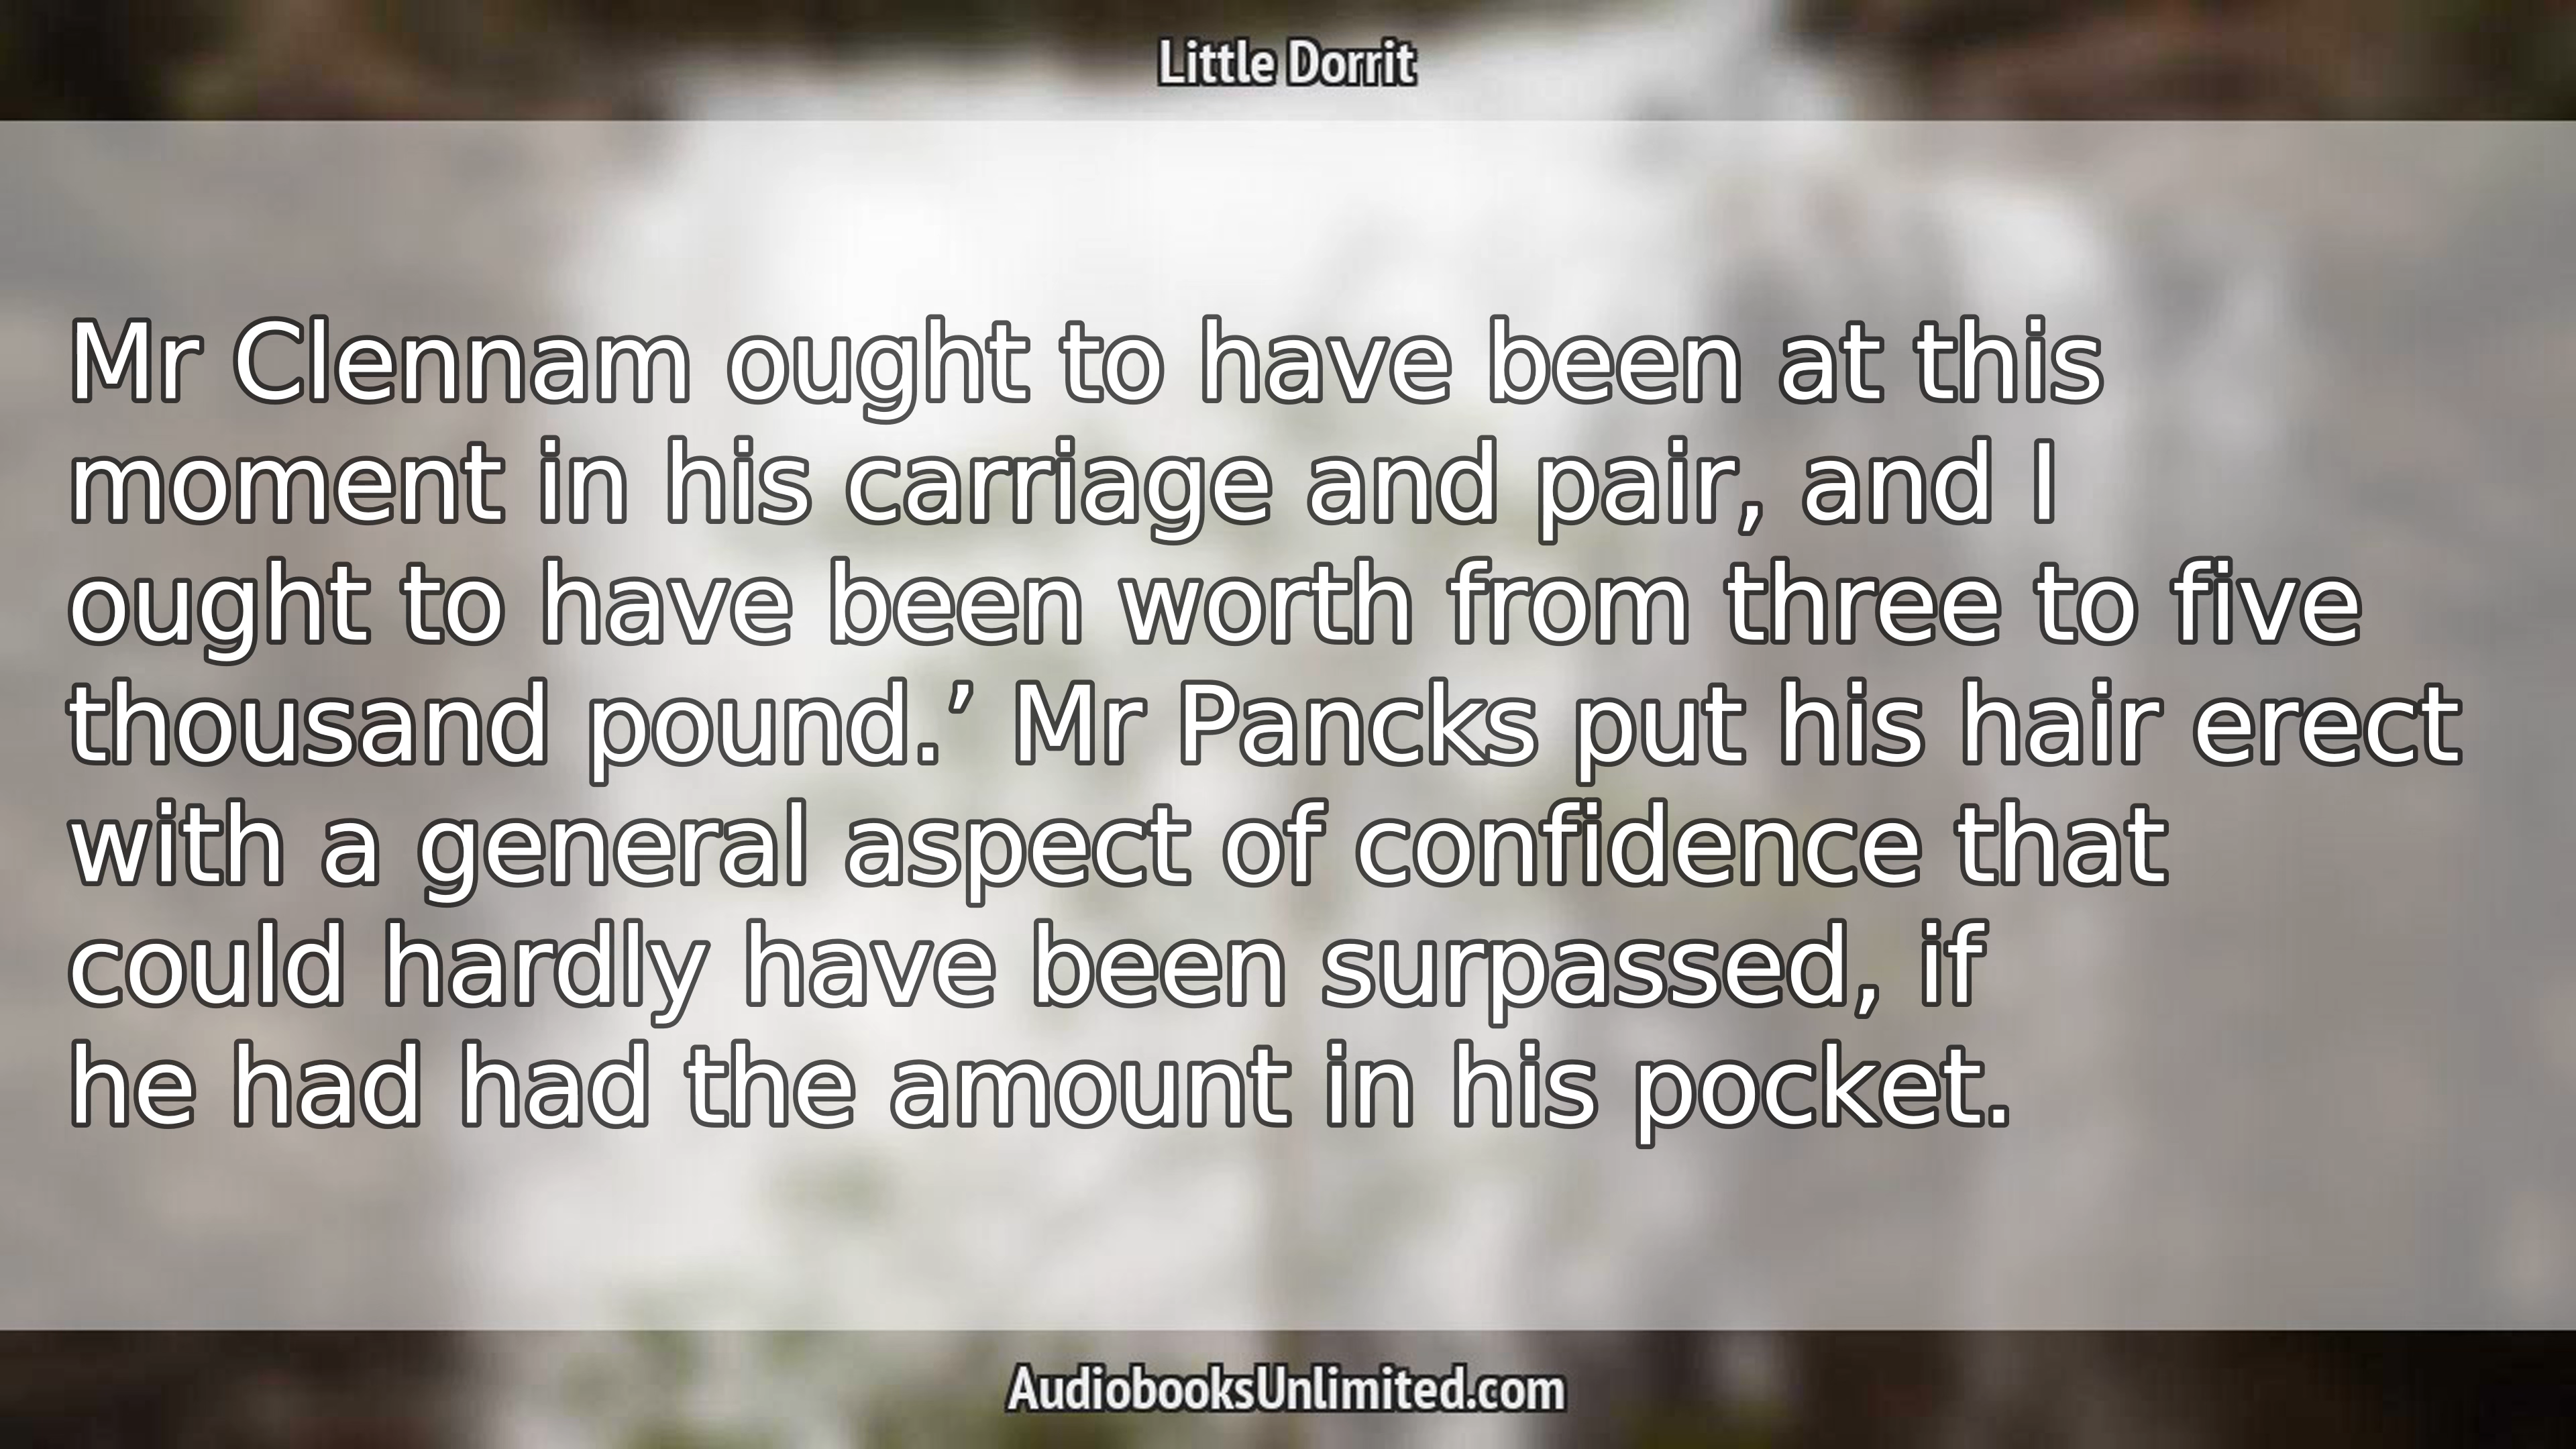 Little Dorrit
Mr Clennam ought to have been at this
moment in his carriage and pair, and I
ought to have been worth from three to five
thousand pound.’ Mr Pancks put his hair erect
with a general aspect of confidence that
could hardly have been surpassed, if
he had had the amount in his pocket.
AudiobooksUnlimited.com